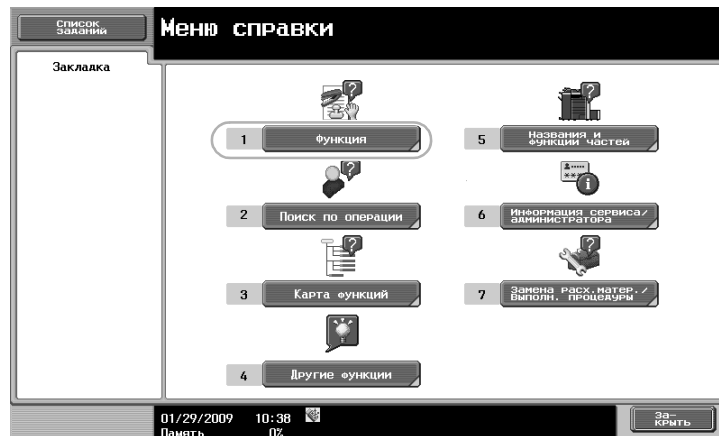 Список
заданий
Меню справки
Закладка
1 Функция
5 Названия и
функции частей
2 Поиск по операции
6 Информация сервиса/
администратора
3 Карта функций
7 Замена расх.матер./
Выполн. процедуры
4 Другие функции
01/29/2009 10:38
Память 0%
За-
крыть